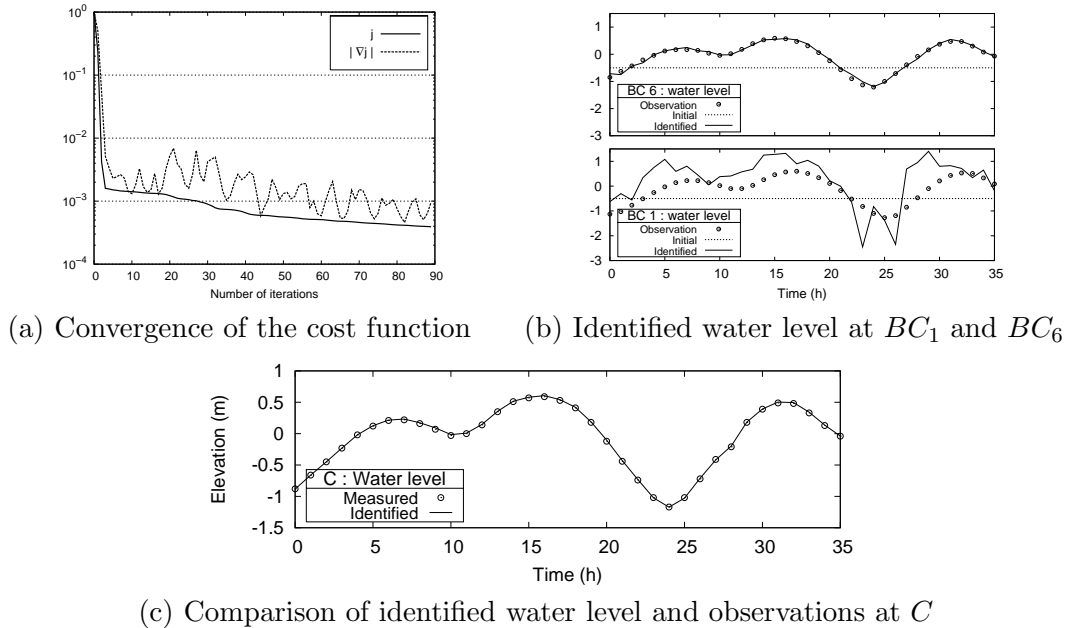 10^0
10^-1
10^-2
10^-3
10^-4
j
| ∇j |
0 10 20 30 40 50 60 70 80 90
Number of iterations
(a) Convergence of the cost function
1
0
-1
-2
-3
BC 6 : water level
Observation
Initial
Identified
1
0
-1
-2
-3
BC 1 : water level
Observation
Initial
Identified
0 5 10 15 20 25 30 35
Time (h)
(b) Identified water level at BC1 and BC6
1
0.5
0
-0.5
-1
-1.5
Elevation (m)
C : Water level
Measured
Identified
0 5 10 15 20 25 30 35
Time (h)
(c) Comparison of identified water level and observations at C